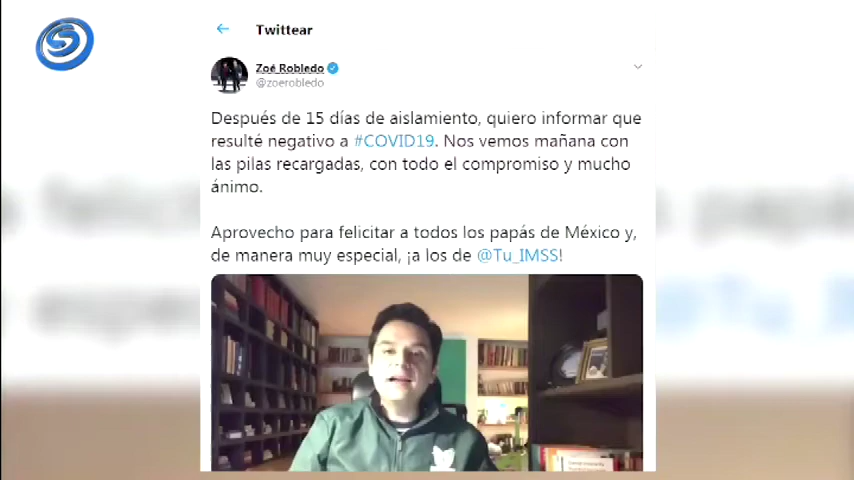 Twittear
Zoé Robledo
@zoerobledo
Después de 15 días de aislamiento, quiero informar que
resulté negativo a #COVID19. Nos vemos mañana con
las pilas recargadas, con todo el compromiso y mucho
ánimo.
Aprovecho para felicitar a todos los papás de México y,
de manera muy especial, ¡a los de @Tu_IMSS!